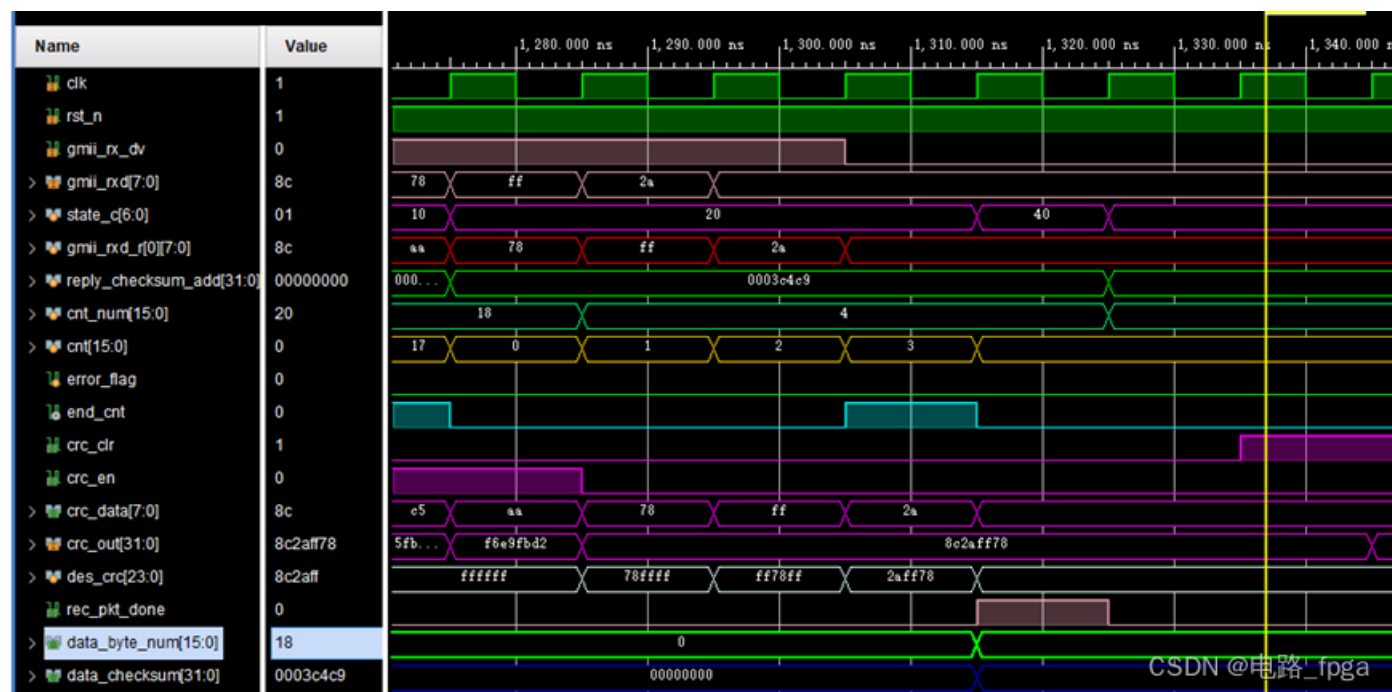 Name Value
1,280.000 ns 1,290.000 ns 1,300.000 ns 1,310.000 ns 1,320.000 ns 1,330.000 ns 1,340.000
clk 1
rst_n 1
gmii_rx_dv 0
gmii_rxd[7:0] 8c 78 ff 2a
state_c[6:0] 01 10 20 40
gmii_rxd_r[0][7:0] 8c aa 78 ff 2a
reply_checksum_add[31:0] 00000000 000... 0003c4c9
cnt_num[15:0] 20 18 4
cnt[15:0] 0 17 0 1 2 3
error_flag 0
end_cnt 0
crc_clr 1
crc_en 0
crc_data[7:0] 8c c5 aa 78 ff 2a
crc_out[31:0] 8c2aff78 5fb... f6e9fbd2 8c2aff78
des_crc[23:0] 8c2aff ffffff 78ffff ff78ff 2aff78
rec_pkt_done 0
data_byte_num[15:0] 18 0
data_checksum[31:0] 0003c4c9 00000000
CSDN @电路_fpga